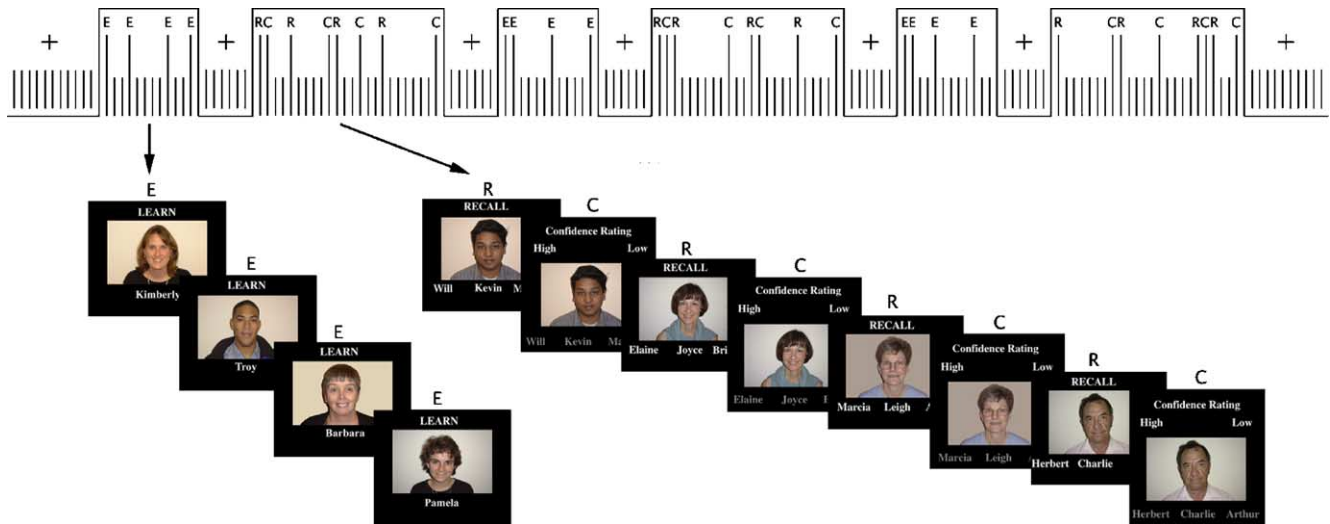 E E E E RC R CR C R C EE E E RCR C RC R C EE E E R CR C RCR C
+ + + + + + +
E
LEARN
Kimberly
E
LEARN
Troy
E
LEARN
Barbara
E
LEARN
Pamela
R
RECALL
Will Kevin
C
Confidence Rating
High Low
Will Kevin
R
RECALL
Elaine Joyce
C
Confidence Rating
High Low
Elaine Joyce
R
RECALL
Marcia Leigh
C
Confidence Rating
High Low
Marcia Leigh
R
RECALL
Herbert Charlie
C
Confidence Rating
High Low
Herbert Charlie Arthur